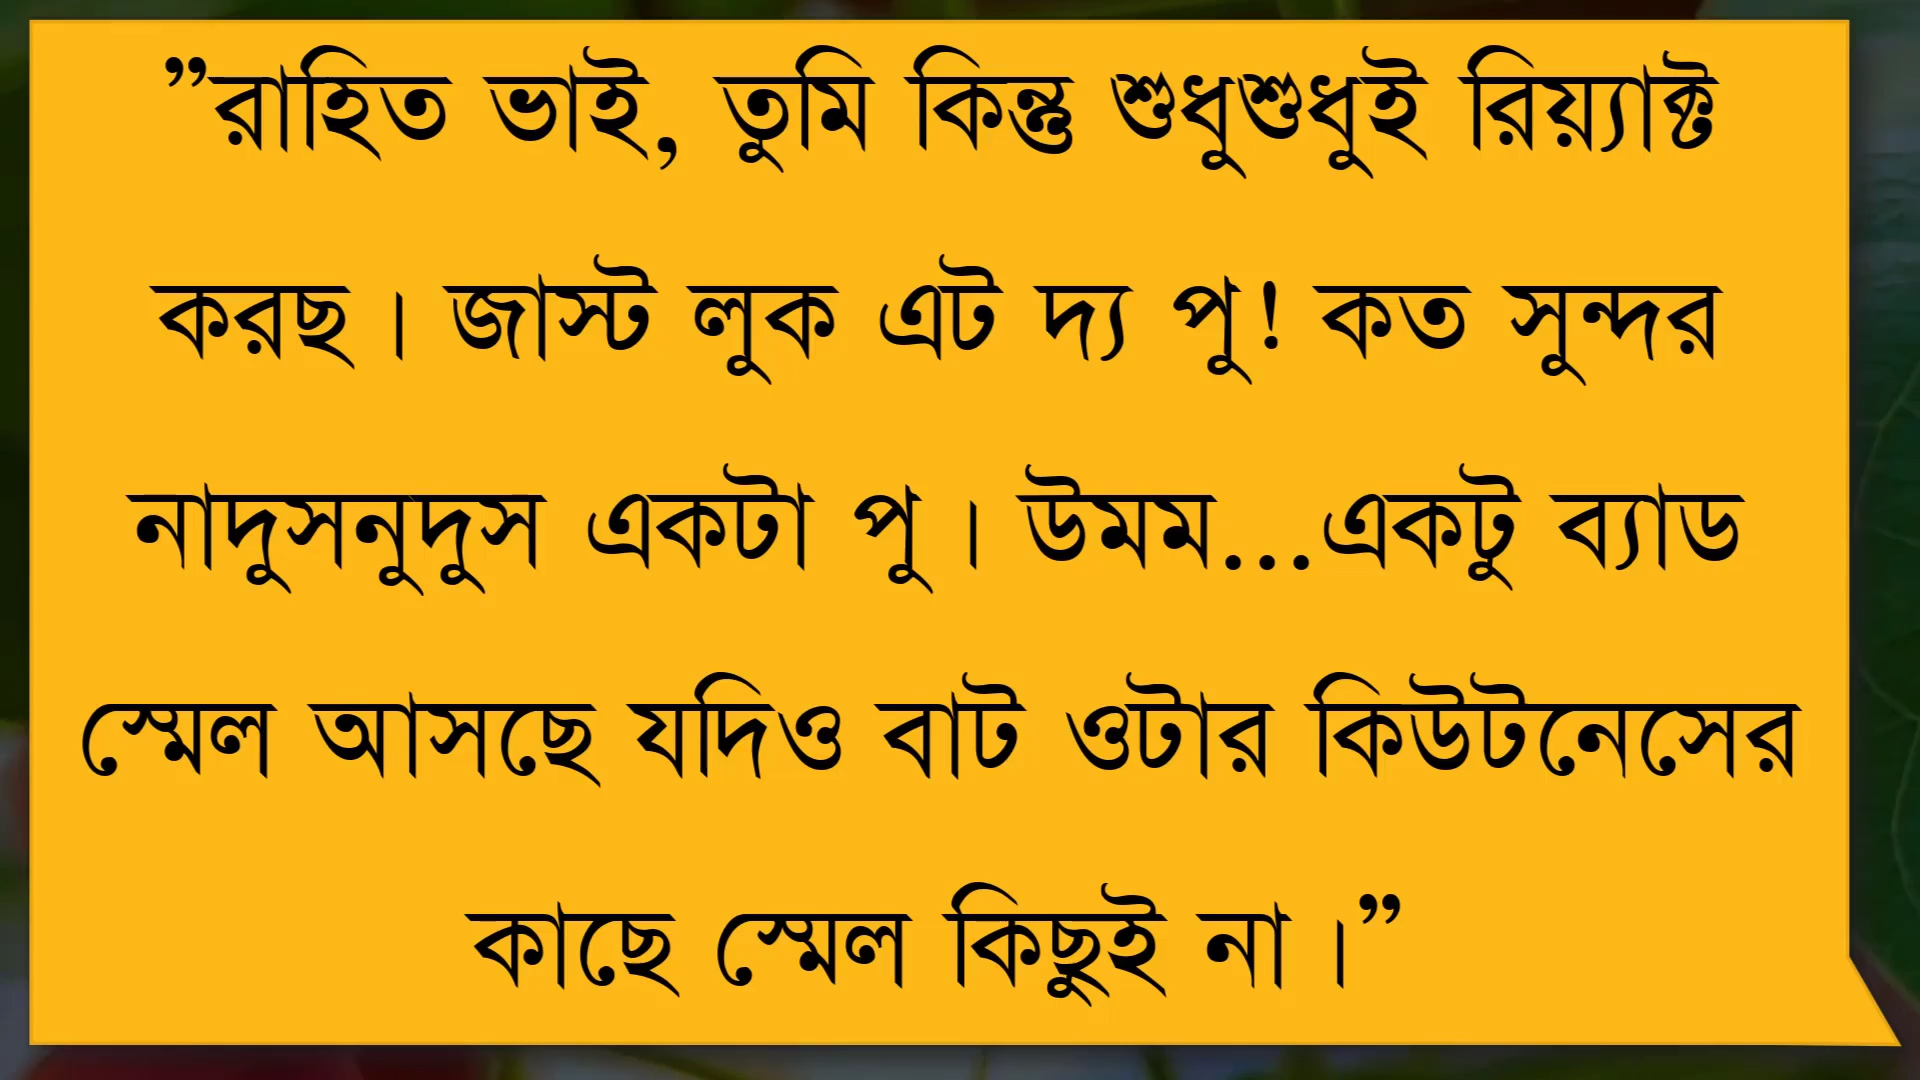 ”রাহিত ভাই, তুমি কিন্তু শুধুশুধুই রিয়্যাক্ট
করছ। জাস্ট লুক এট দ্য পু! কত সুন্দর
নাদুসনুদুস একটা পু। উমম...একটু ব্যাড
স্মেল আসছে যদিও বাট ওটার কিউটনেসের
কাছে স্মেল কিছুই না।”